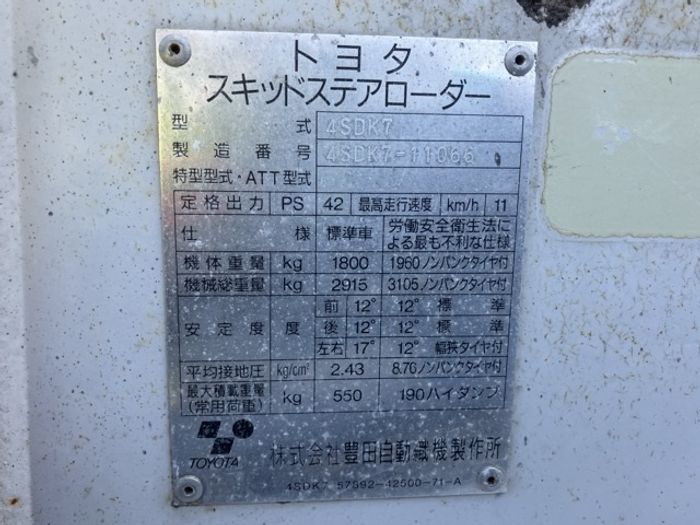 トヨタ
スキッドステアローダー
型式 4SDK7
製造番号 4SDK7-11066
特型型式・ATT型式
定格出力 PS 42 最高走行速度 km/h 11
仕様 標準車 労働安全衛生法による最も不利な仕様
機体重量 kg 1800 1960ノンパンクタイヤ付
機械総重量 kg 2915 3105ノンパンクタイヤ付
安定度 度 前 12° 12° 標準
後 12° 12° 標準
左右 17° 12° 幅狭タイヤ付
平均接地圧 kg/cm² 2.43 8.76ノンパンクタイヤ付
最大積載重量(常用荷重) kg 550 190ハイダンプ
TOYOTA 株式会社豊田自動織機製作所
4SDK7 57592-42500-71-A